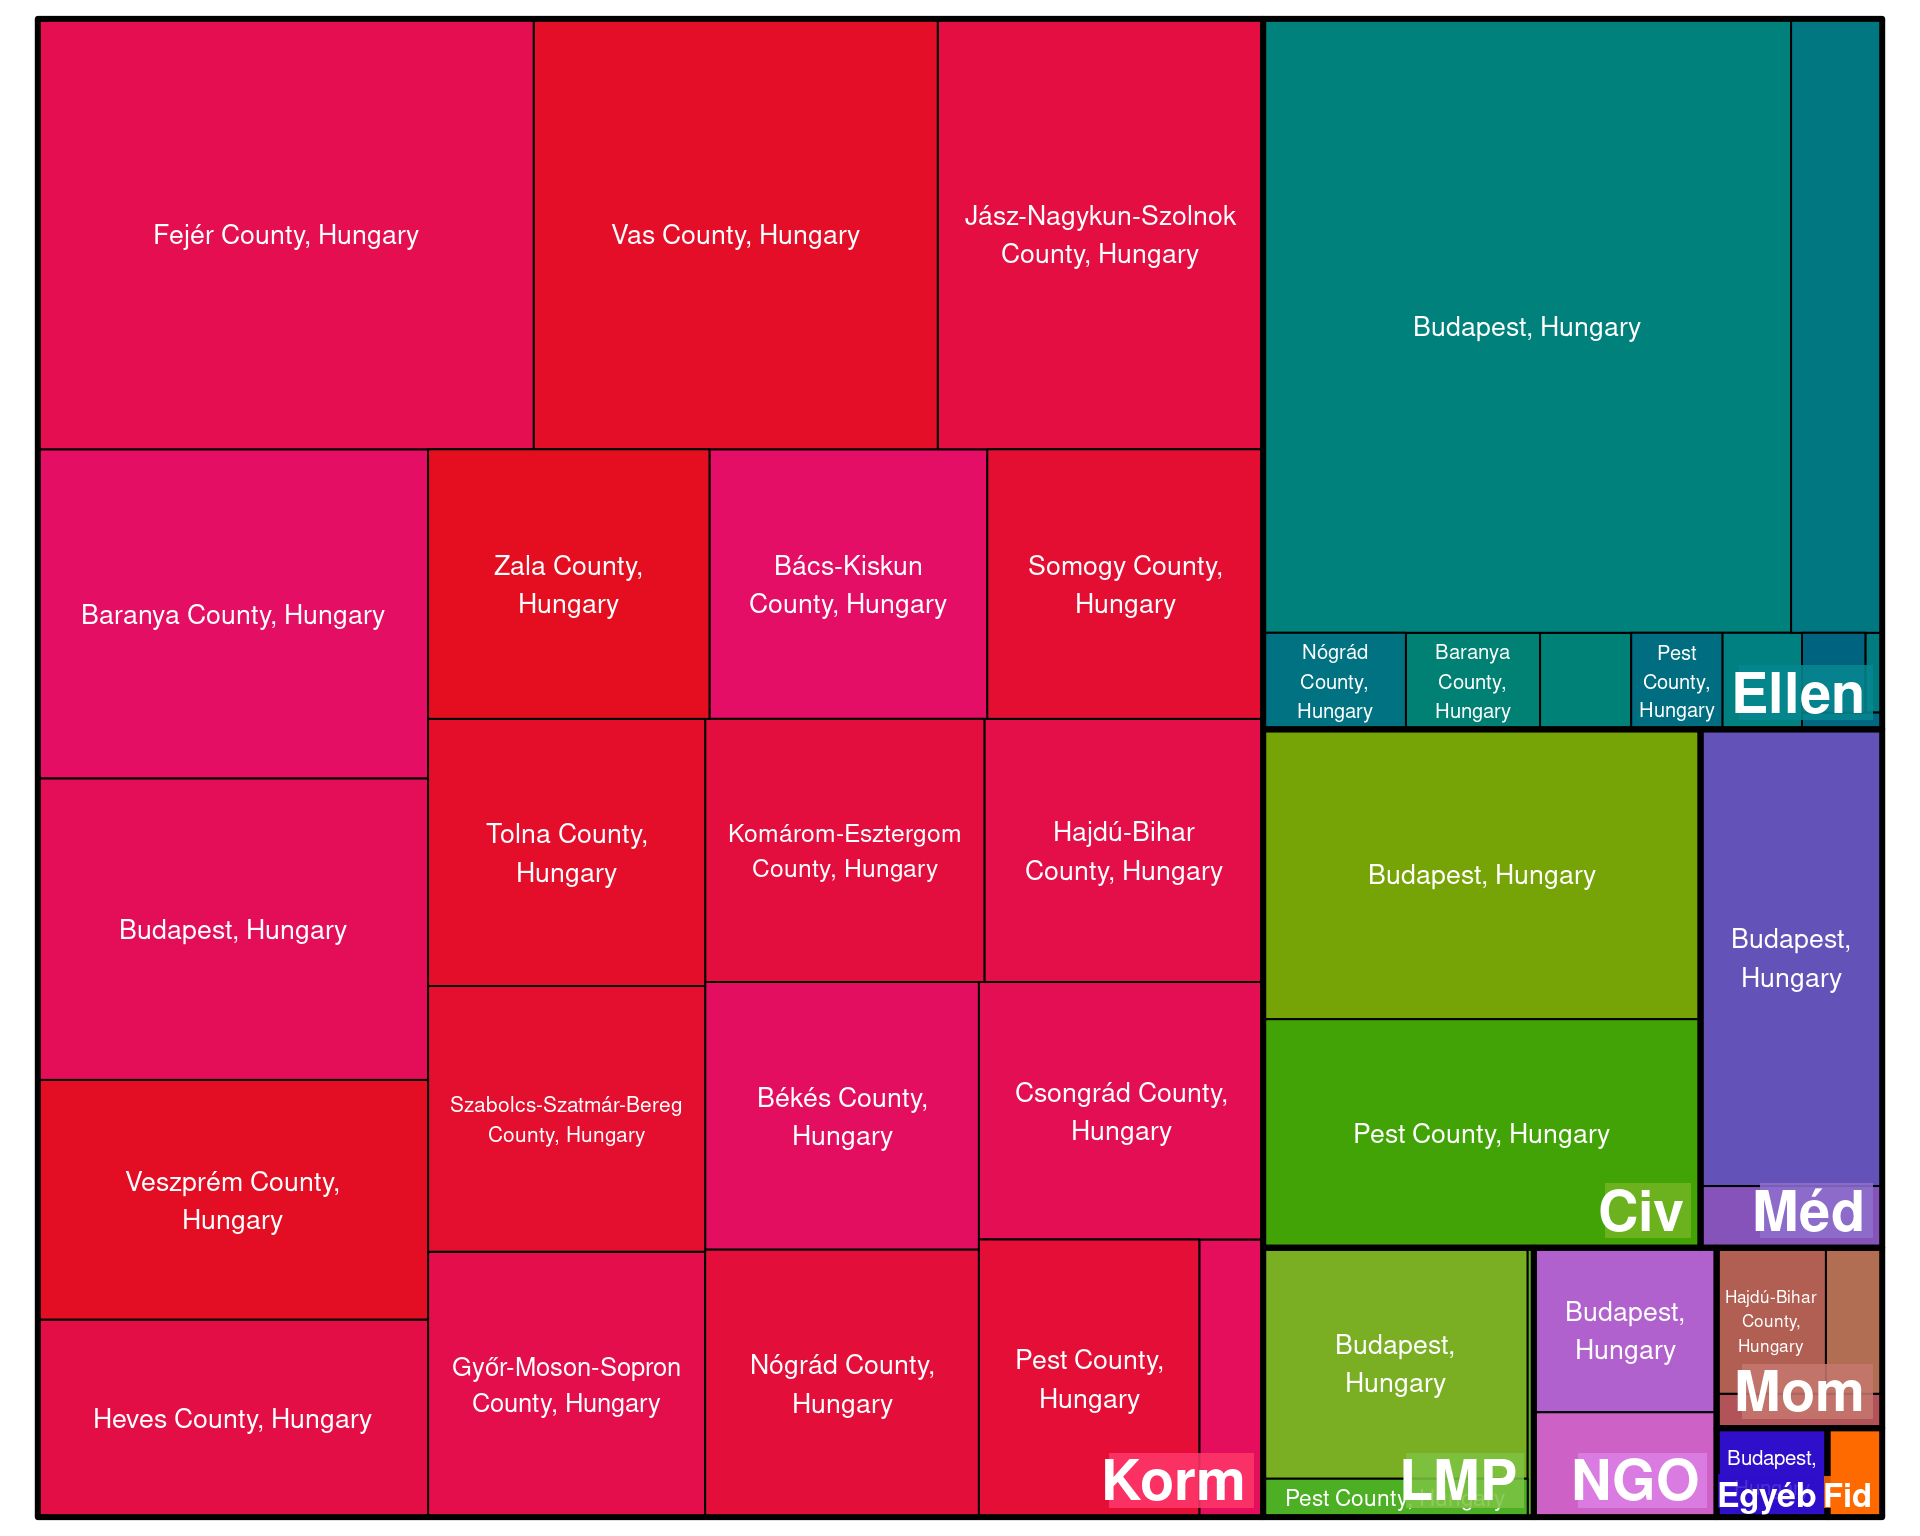 Fejér County, Hungary
Vas County, Hungary
Jász-Nagykun-Szolnok
County, Hungary
Baranya County, Hungary
Zala County,
Hungary
Bács-Kiskun
County, Hungary
Somogy County,
Hungary
Budapest, Hungary
Tolna County,
Hungary
Komárom-Esztergom
County, Hungary
Hajdú-Bihar
County, Hungary
Veszprém County,
Hungary
Szabolcs-Szatmár-Bereg
County, Hungary
Békés County,
Hungary
Csongrád County,
Hungary
Heves County, Hungary
Győr-Moson-Sopron
County, Hungary
Nógrád County,
Hungary
Pest County,
Hungary
Korm
Budapest, Hungary
Nógrád
County,
Hungary
Baranya
County,
Hungary
Pest
County,
Hungary
Ellen
Budapest, Hungary
Pest County, Hungary
Civ
Budapest,
Hungary
Méd
Budapest,
Hungary
Pest County, Hungary
LMP
Budapest,
Hungary
NGO
Hajdú-Bihar
County,
Hungary
Mom
Budapest,
Egyéb
Fid